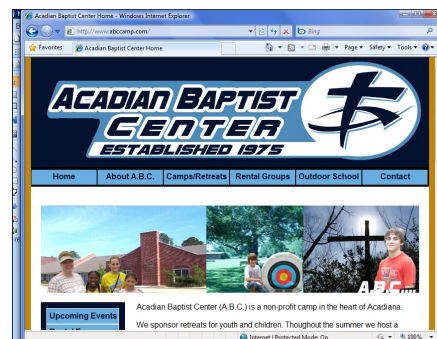 Acadian Baptist Center Home - Windows Internet Explorer
http://www.abccamp.com/
Bing
Favorites
Acadian Baptist Center Home
Page
Safety
Tools
ACADIAN BAPTIST
CENTER
ESTABLISHED 1975
Home
About A.B.C.
Camps/Retreats
Rental Groups
Outdoor School
Contact
A.B.C.
Upcoming Events
Acadian Baptist Center (A.B.C.) is a non-profit camp in the heart of Acadiana.
We sponsor retreats for youth and children. Thoughout the summer we host a
Internet | Protected Mode: On
100%